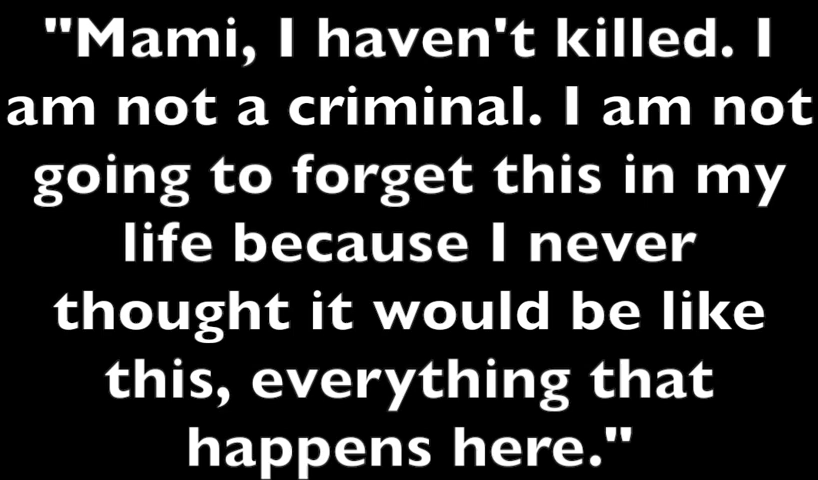 "Mami, I haven't killed. I
am not a criminal. I am not
going to forget this in my
life because I never
thought it would be like
this, everything that
happens here."